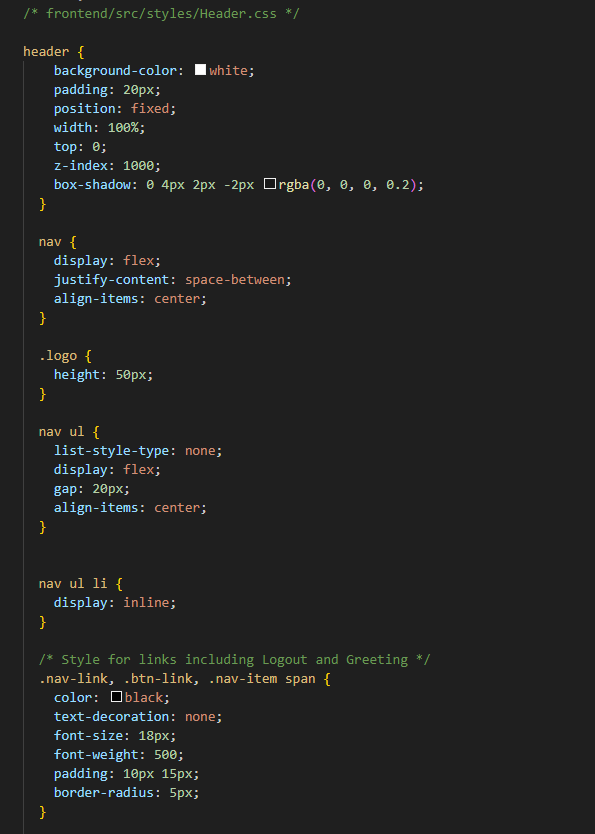 /* frontend/src/styles/Header.css */
header {
background-color: white;
padding: 20px;
position: fixed;
width: 100%;
top: 0;
z-index: 1000;
box-shadow: 0 4px 2px -2px rgba(0, 0, 0, 0.2);
}
nav {
display: flex;
justify-content: space-between;
align-items: center;
}
.logo {
height: 50px;
}
nav ul {
list-style-type: none;
display: flex;
gap: 20px;
align-items: center;
}
nav ul li {
display: inline;
}
/* Style for links including Logout and Greeting */
.nav-link, .btn-link, .nav-item span {
color: black;
text-decoration: none;
font-size: 18px;
font-weight: 500;
padding: 10px 15px;
border-radius: 5px;
}